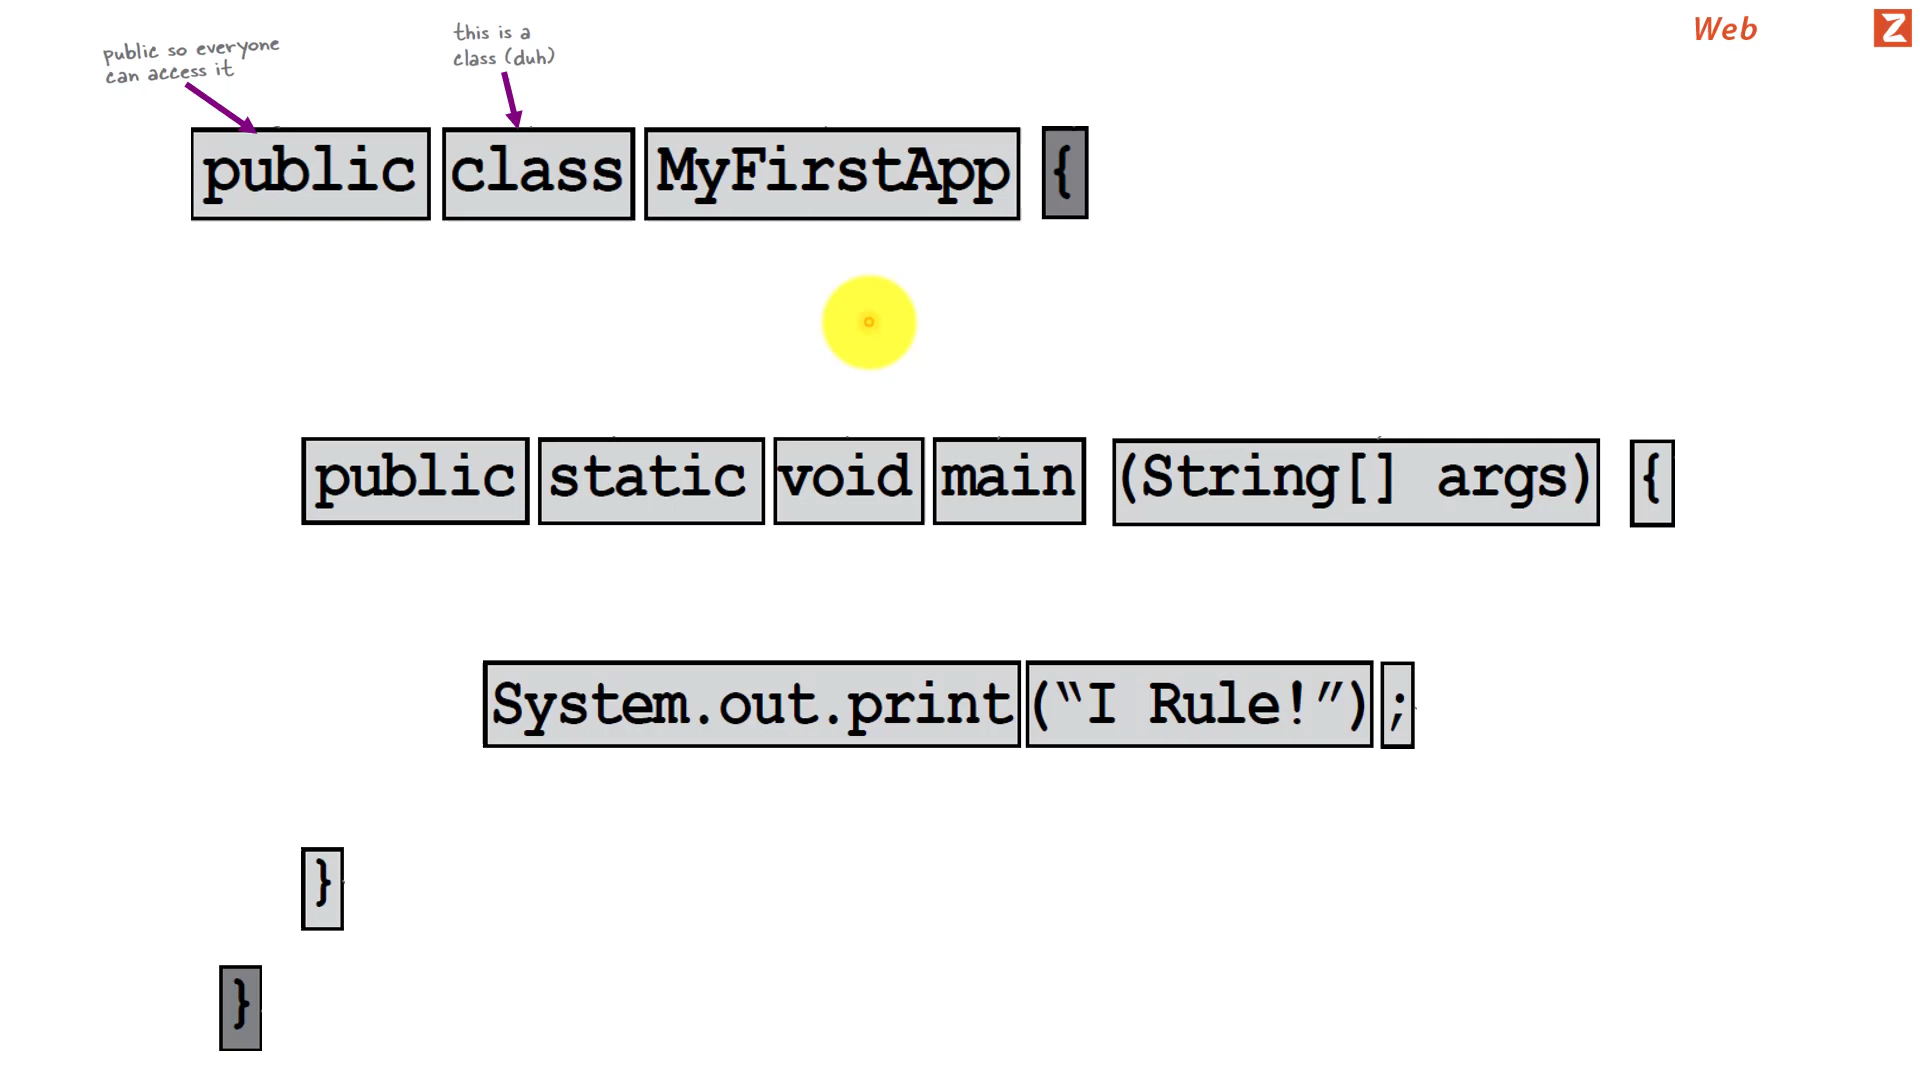 public so everyone
can access it
this is a
class (duh)
Web Z
public class MyFirstApp {
public static void main (String[] args) {
System.out.print(“I Rule!”);
}
}